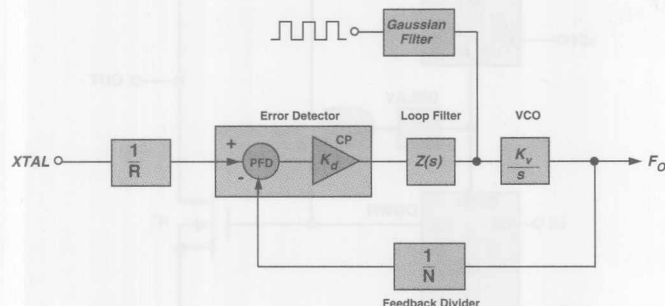 Gaussian
Filter
Error Detector
Loop Filter
VCO
XTAL
1
R
+
-
PFD
CP
K_d
Z(s)
K_v
s
F_O
1
N
Feedback Divider